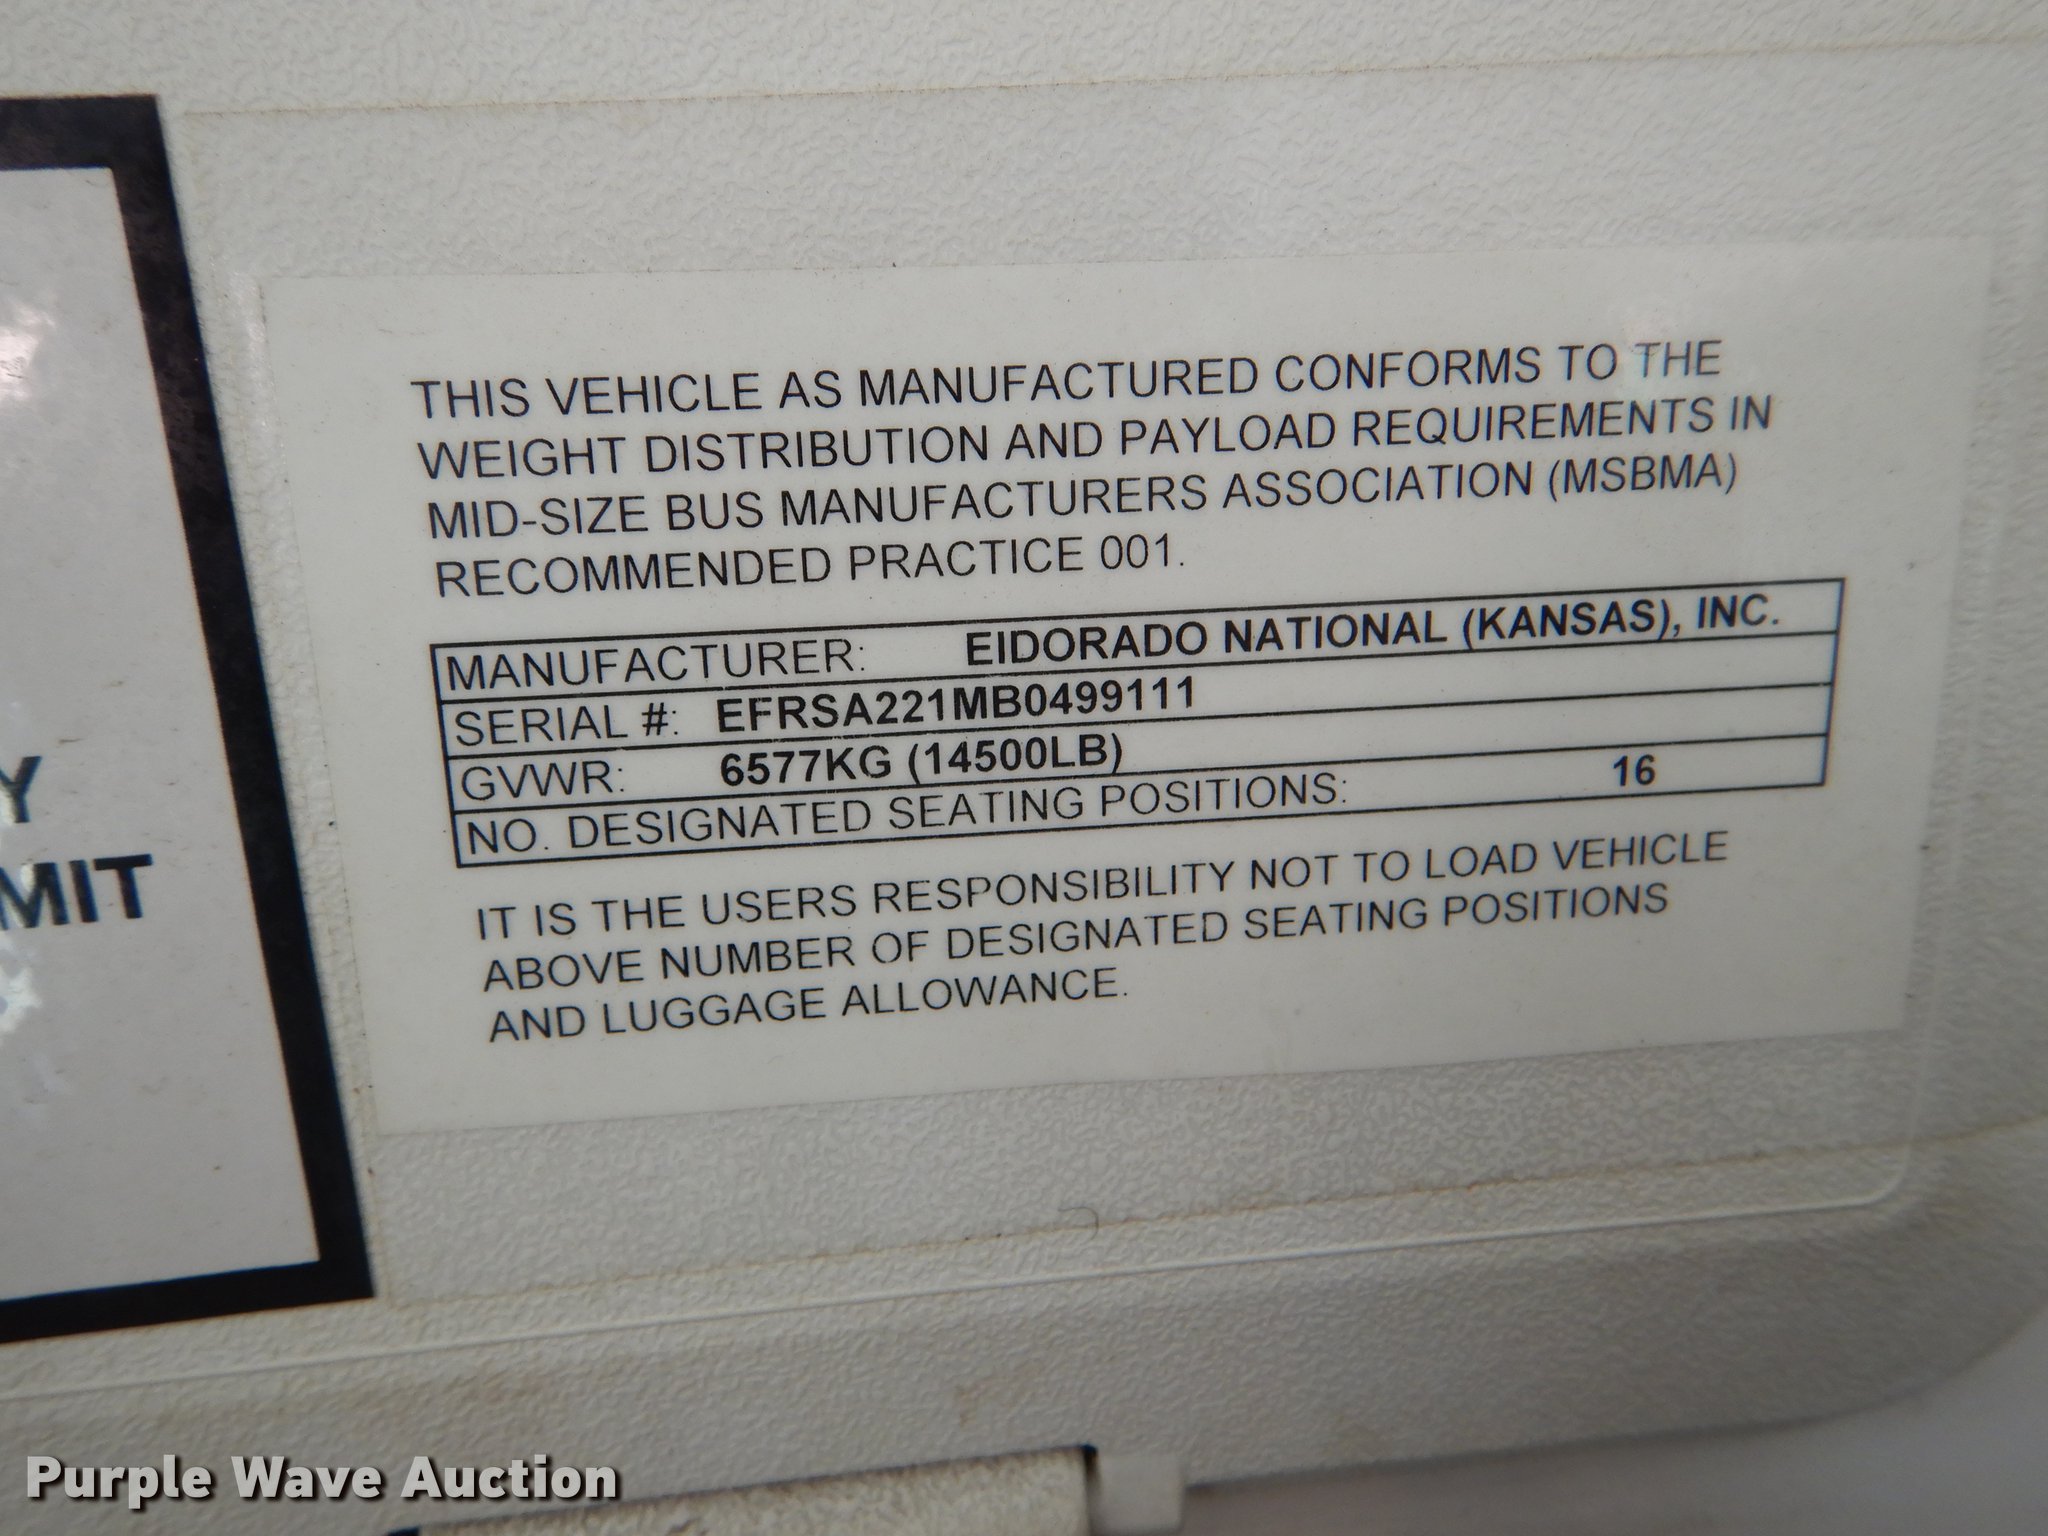 THIS VEHICLE AS MANUFACTURED CONFORMS TO THE
WEIGHT DISTRIBUTION AND PAYLOAD REQUIREMENTS IN
MID-SIZE BUS MANUFACTURERS ASSOCIATION (MSBMA)
RECOMMENDED PRACTICE 001.
MANUFACTURER: EIDORADO NATIONAL (KANSAS), INC.
SERIAL #: EFRSA221MB0499111
GVWR: 6577KG (14500LB)
NO. DESIGNATED SEATING POSITIONS: 16
IT IS THE USERS RESPONSIBILITY NOT TO LOAD VEHICLE
ABOVE NUMBER OF DESIGNATED SEATING POSITIONS
AND LUGGAGE ALLOWANCE.
Y
MIT
Purple Wave Auction